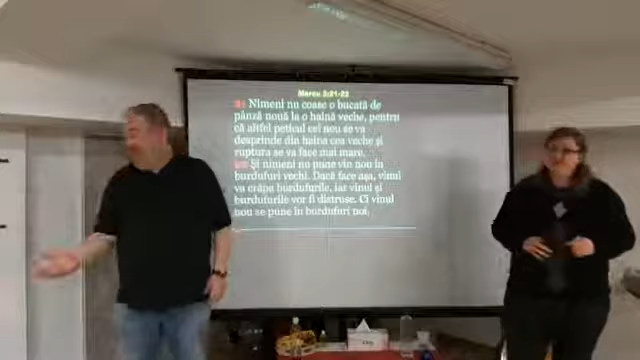 Marcu 2:21-22
21 Nimeni nu coase o bucată de
pânză nouă la o haină veche, pentru
că altfel peticul cel nou se va
desprinde din haina cea veche și
ruptura se va face mai mare.
22 Și nimeni nu pune vin nou în
burdufuri vechi. Dacă face așa, vinul
va crăpa burdufurile, iar vinul și
burdufurile vor fi distruse. Ci vinul
nou se pune în burdufuri noi.